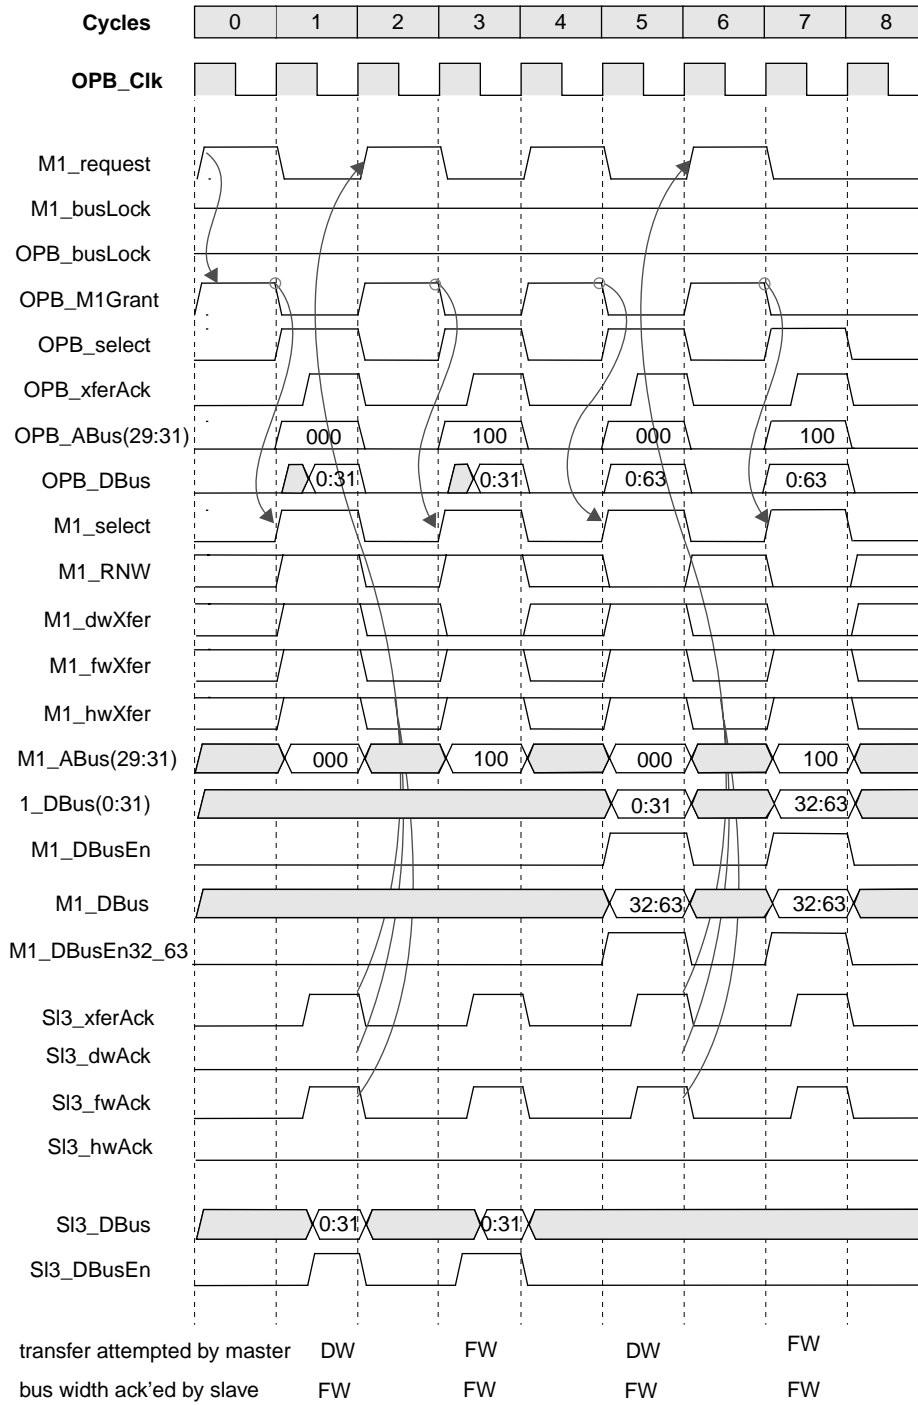 Cycles 0 1 2 3 4 5 6 7 8
OPB_Clk
M1_request
M1_busLock
OPB_busLock
OPB_M1Grant
OPB_select
OPB_xferAck
OPB_ABus(29:31) 000 100 000 100
OPB_DBus 0:31 0:31 0:63 0:63
M1_select
M1_RNW
M1_dwXfer
M1_fwXfer
M1_hwXfer
M1_ABus(29:31) 000 100 000 100
1_DBus(0:31) 0:31 32:63
M1_DBusEn
M1_DBus 32:63 32:63
M1_DBusEn32_63
Sl3_xferAck
Sl3_dwAck
Sl3_fwAck
Sl3_hwAck
Sl3_DBus 0:31 0:31
Sl3_DBusEn
transfer attempted by master DW FW DW FW
bus width ack'ed by slave FW FW FW FW